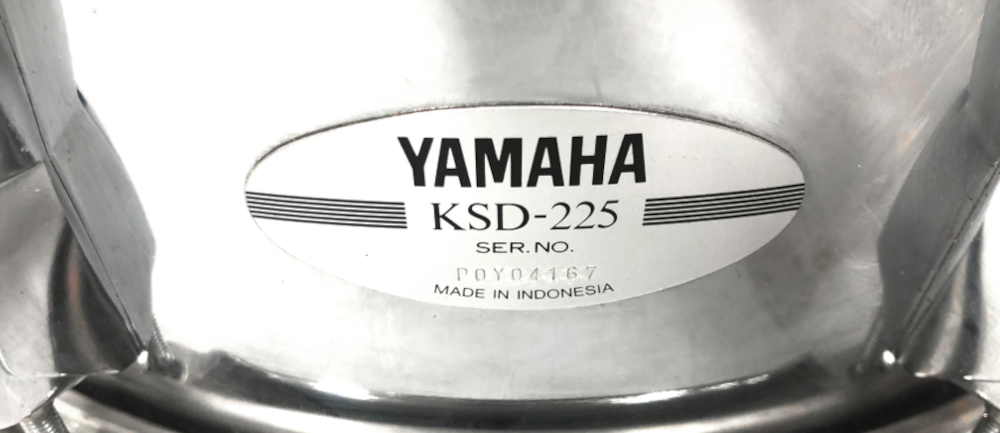 YAMAHA
KSD-225
SER.NO.
POY04167
MADE IN INDONESIA